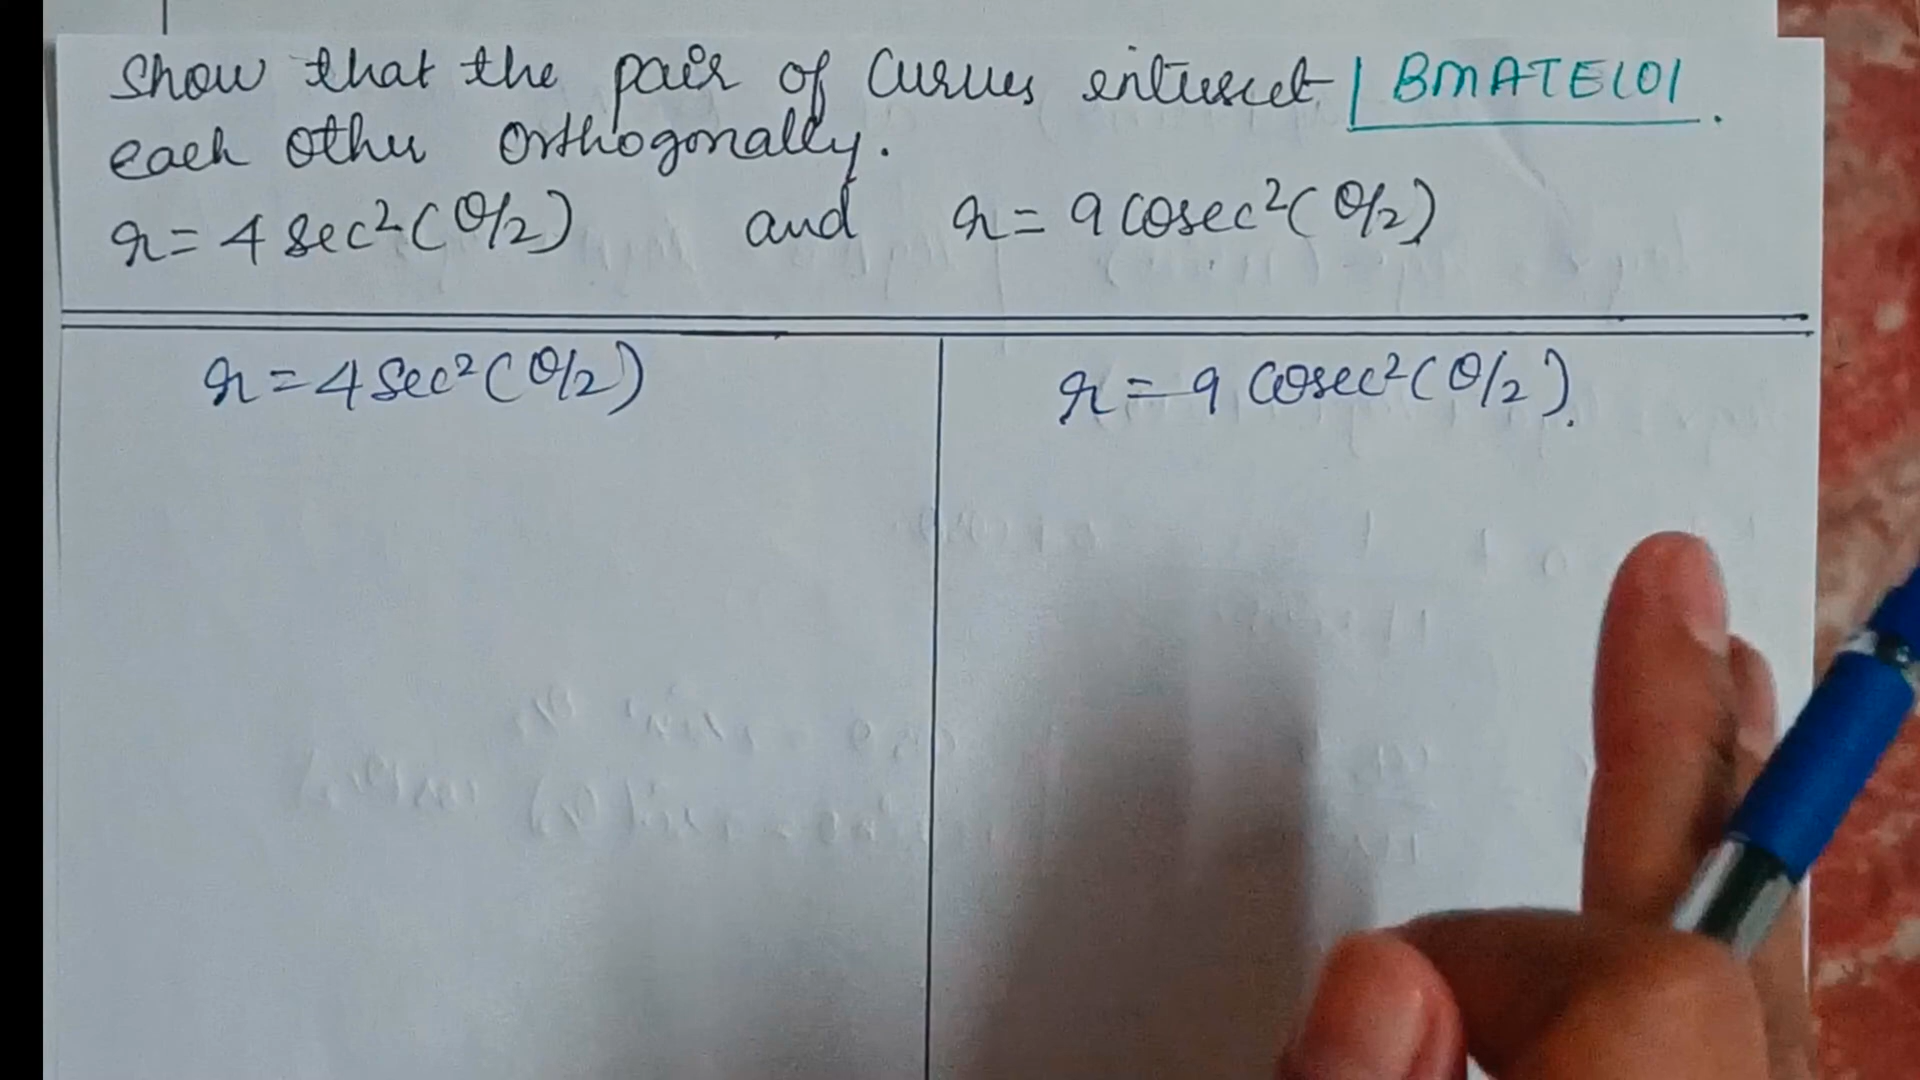 Show that the pair of Curves intersect | BMATE101.
each other Orthogonally.
r = 4 Sec²(θ/2) and r = 9 cosec²(θ/2)
r = 4 Sec²(θ/2)
r = 9 Cosec²(θ/2).